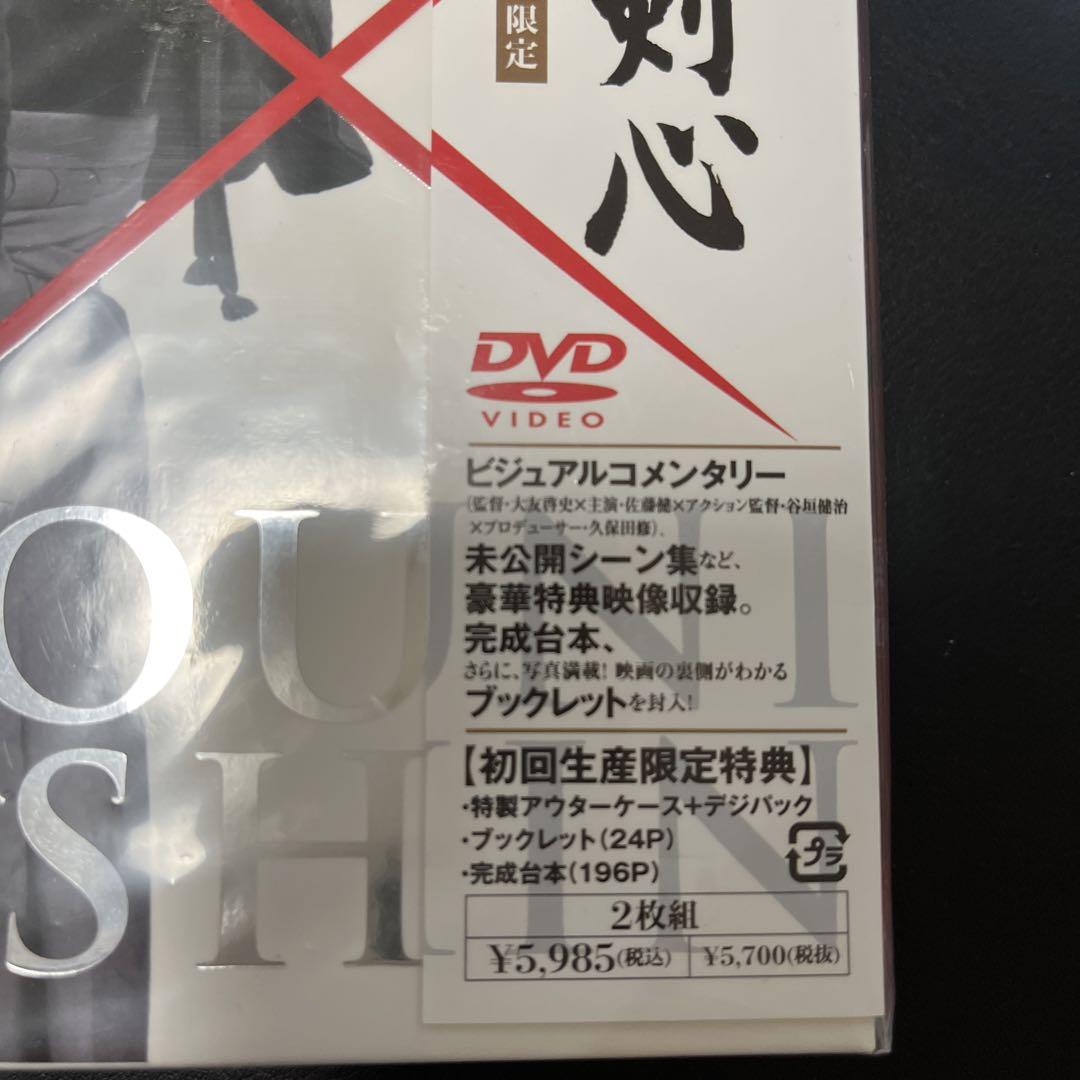 限定
剣心
DVD
VIDEO
ビジュアルコメンタリー
(監督・大友啓史×主演・佐藤健×アクション監督・谷垣健治
×プロデューサー・久保田修)、
未公開シーン集など、
豪華特典映像収録。
完成台本、
さらに、写真満載！映画の裏側がわかる
ブックレットを封入！
【初回生産限定特典】
・特製アウターケース+デジパック
・ブックレット(24P)
・完成台本(196P)
プラ
2枚組
¥5,985(税込) ¥5,700(税抜)
OUNI
SHIN